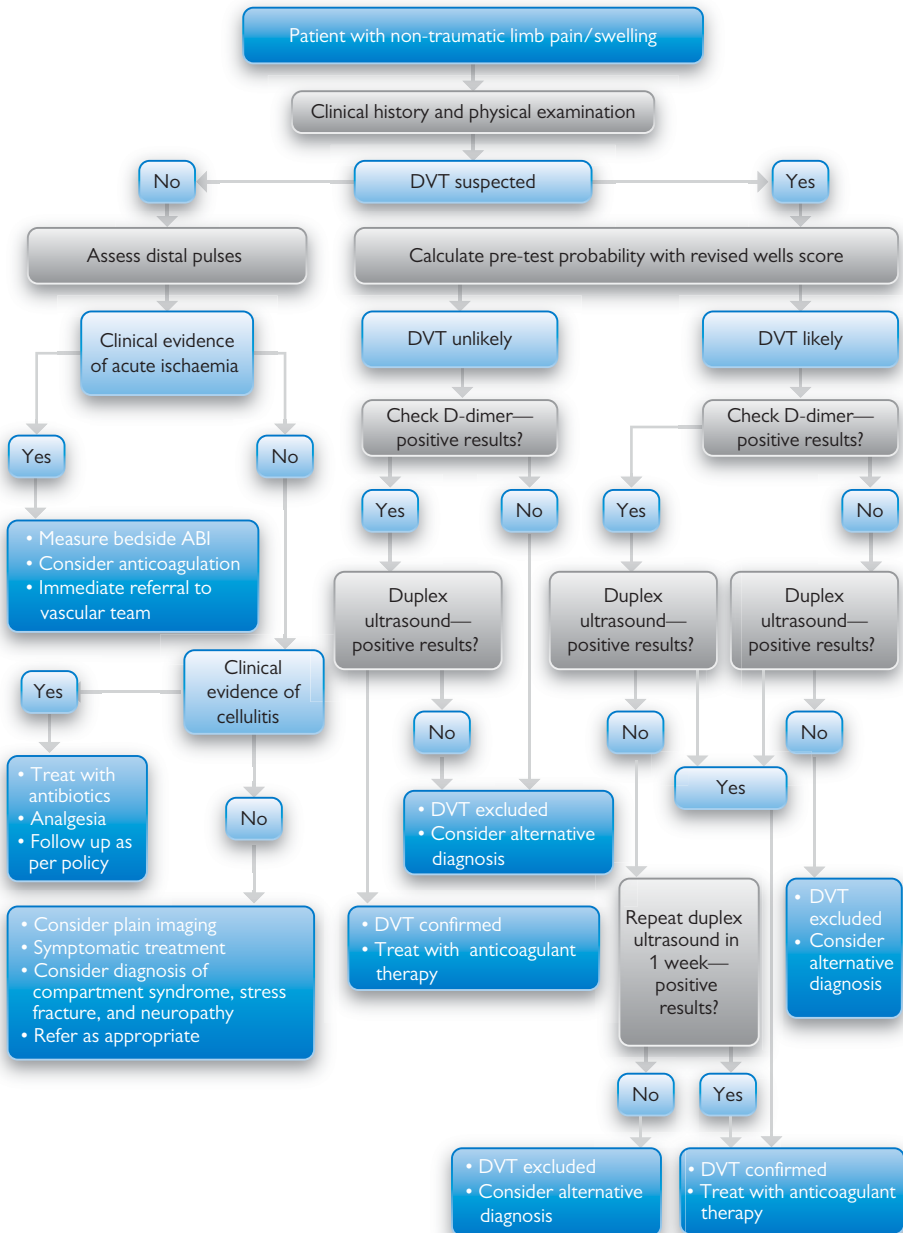 Patient with non-traumatic limb pain/swelling
Clinical history and physical examination
No
DVT suspected
Yes
Assess distal pulses
Calculate pre-test probability with revised wells score
Clinical evidence
of acute ischaemia
DVT unlikely
DVT likely
Check D-dimer—
positive results?
Check D-dimer—
positive results?
Yes
No
Yes
No
Yes
No
• Measure bedside ABI
• Consider anticoagulation
• Immediate referral to
vascular team
Duplex
ultrasound—
positive results?
Duplex
ultrasound—
positive results?
Duplex
ultrasound—
positive results?
Yes
Clinical
evidence of
cellulitis
No
No
No
Yes
• Treat with
antibiotics
• Analgesia
• Follow up as
per policy
No
• DVT excluded
• Consider alternative
diagnosis
• DVT confirmed
• Treat with anticoagulant
therapy
Repeat duplex
ultrasound in
1 week—
positive
results?
• DVT
excluded
• Consider
alternative
diagnosis
• Consider plain imaging
• Symptomatic treatment
• Consider diagnosis of
compartment syndrome, stress
fracture, and neuropathy
• Refer as appropriate
No
Yes
• DVT excluded
• Consider alternative
diagnosis
• DVT confirmed
• Treat with anticoagulant
therapy